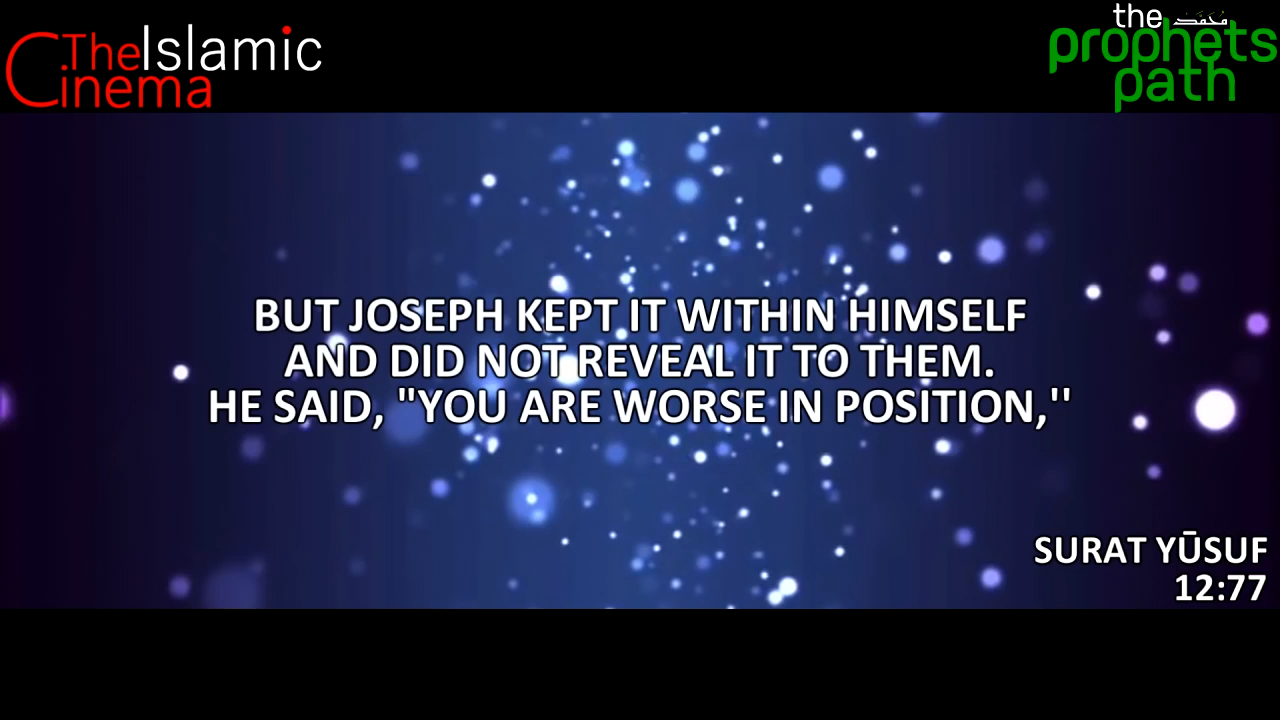 TheIslamic
Cinema
the محمد
prophets
path
BUT JOSEPH KEPT IT WITHIN HIMSELF
AND DID NOT REVEAL IT TO THEM.
HE SAID, "YOU ARE WORSE IN POSITION,''
SURAT YŪSUF
12:77